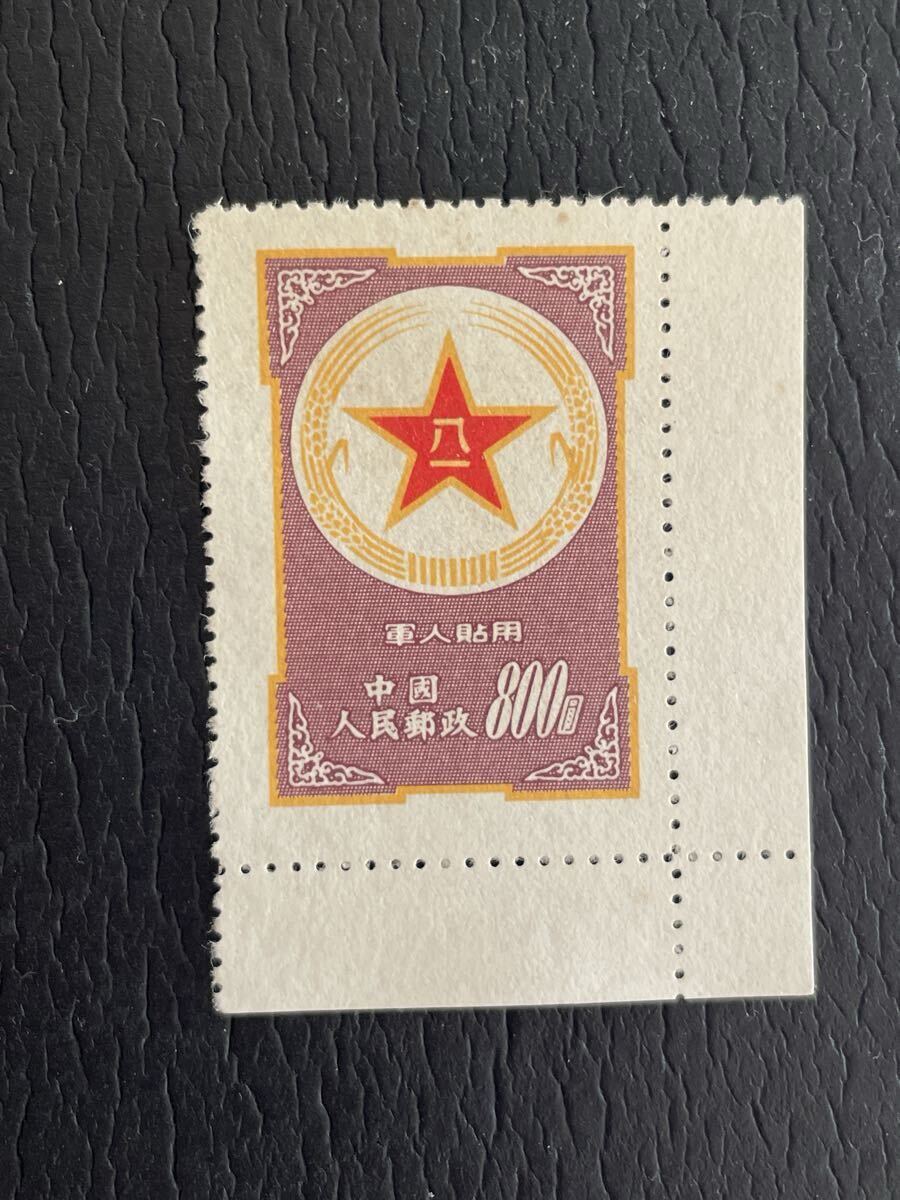 八一
軍人貼用
中國
人民郵政 800圓